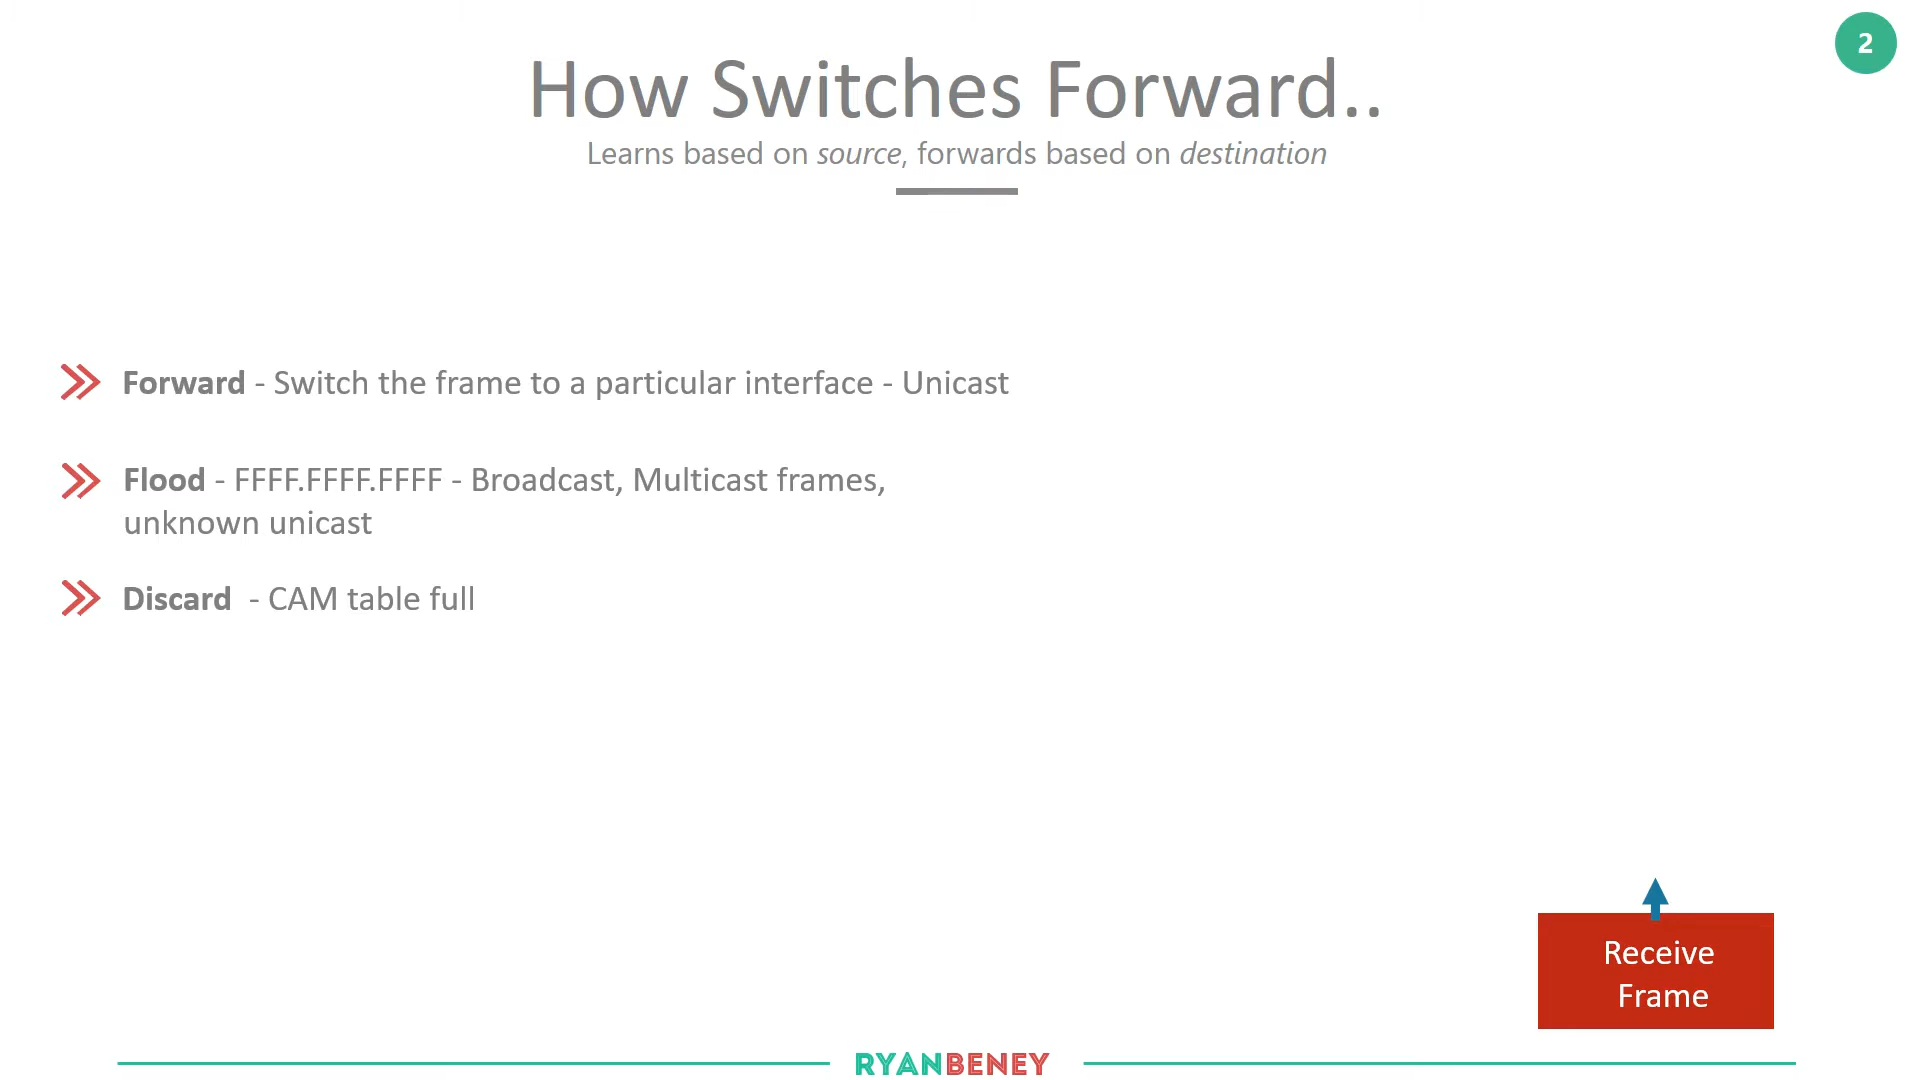 2
How Switches Forward..
Learns based on source, forwards based on destination
Forward - Switch the frame to a particular interface - Unicast
Flood - FFFF.FFFF.FFFF - Broadcast, Multicast frames,
unknown unicast
Discard - CAM table full
Receive
Frame
RYANBENEY